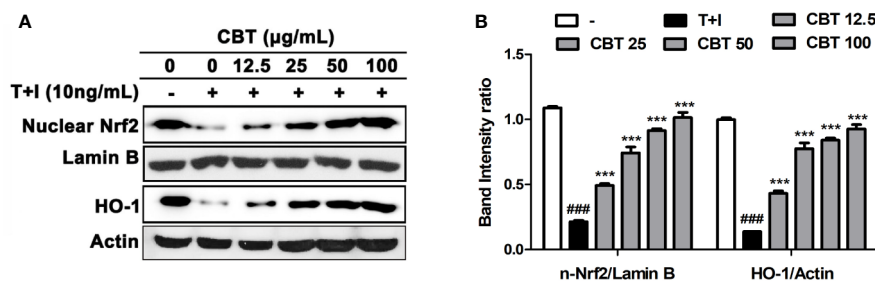 A
CBT (µg/mL)
0 0 12.5 25 50 100
T+I (10ng/mL) - + + + + +
Nuclear Nrf2
Lamin B
HO-1
Actin
B
- T+I CBT 12.5
CBT 25 CBT 50 CBT 100
Band Intensity ratio
1.5
1.0
0.5
0.0
### *** *** *** ***
### *** *** *** ***
n-Nrf2/Lamin B HO-1/Actin